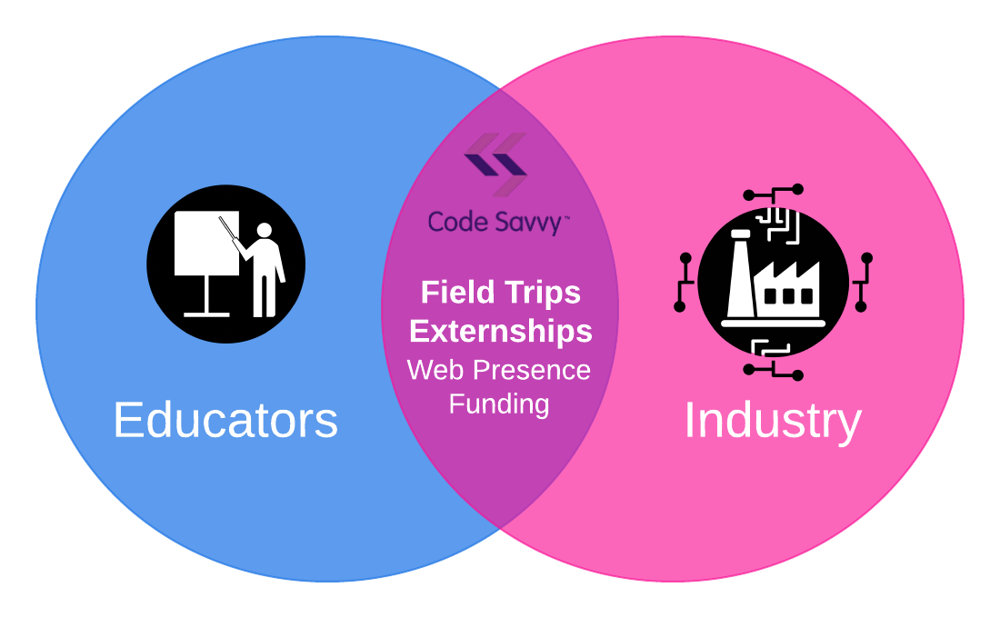 Code Savvy™
Field Trips
Externships
Web Presence
Funding
Educators
Industry